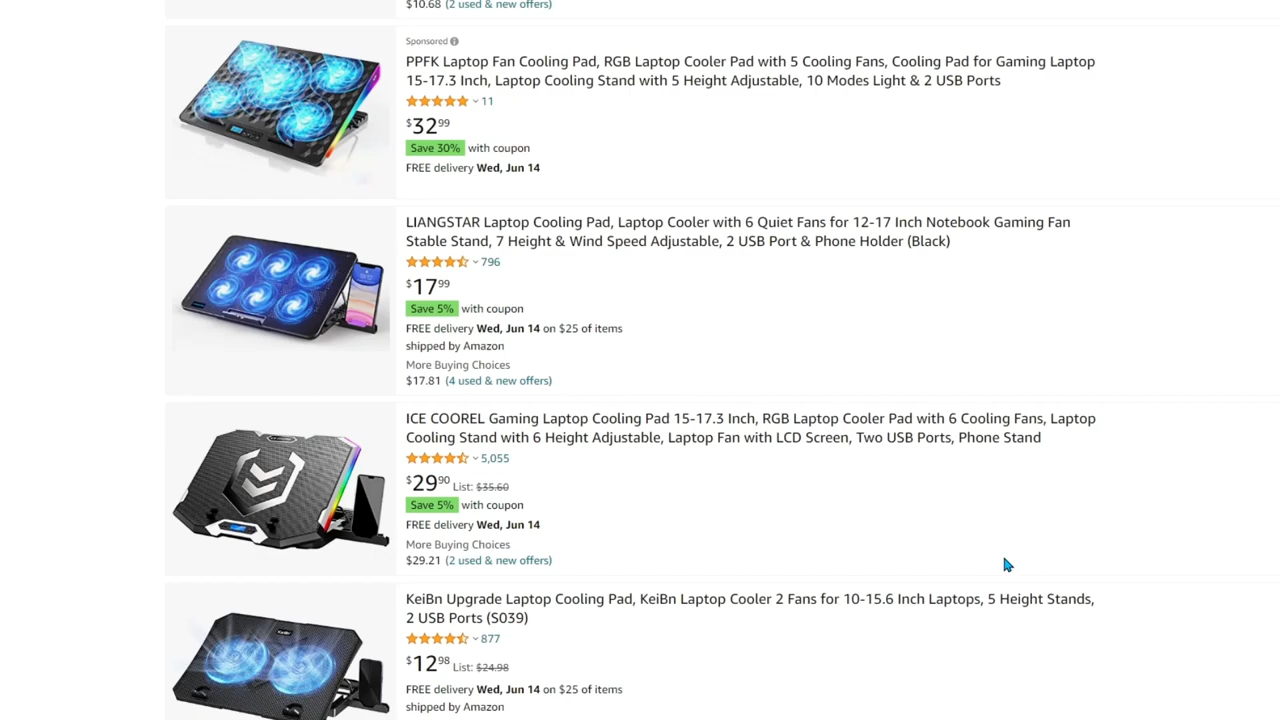 $10.68 (2 used & new offers)
Sponsored
PPFK Laptop Fan Cooling Pad, RGB Laptop Cooler Pad with 5 Cooling Fans, Cooling Pad for Gaming Laptop
15-17.3 Inch, Laptop Cooling Stand with 5 Height Adjustable, 10 Modes Light & 2 USB Ports
11
$32.99
Save 30% with coupon
FREE delivery Wed, Jun 14
LIANGSTAR Laptop Cooling Pad, Laptop Cooler with 6 Quiet Fans for 12-17 Inch Notebook Gaming Fan
Stable Stand, 7 Height & Wind Speed Adjustable, 2 USB Port & Phone Holder (Black)
796
$17.99
Save 5% with coupon
FREE delivery Wed, Jun 14 on $25 of items
shipped by Amazon
More Buying Choices
$17.81 (4 used & new offers)
ICE COOREL Gaming Laptop Cooling Pad 15-17.3 Inch, RGB Laptop Cooler Pad with 6 Cooling Fans, Laptop
Cooling Stand with 6 Height Adjustable, Laptop Fan with LCD Screen, Two USB Ports, Phone Stand
5,055
$29.90 List: $35.60
Save 5% with coupon
FREE delivery Wed, Jun 14
More Buying Choices
$29.21 (2 used & new offers)
KeiBn Upgrade Laptop Cooling Pad, KeiBn Laptop Cooler 2 Fans for 10-15.6 Inch Laptops, 5 Height Stands,
2 USB Ports (S039)
877
$12.98 List: $24.98
FREE delivery Wed, Jun 14 on $25 of items
shipped by Amazon